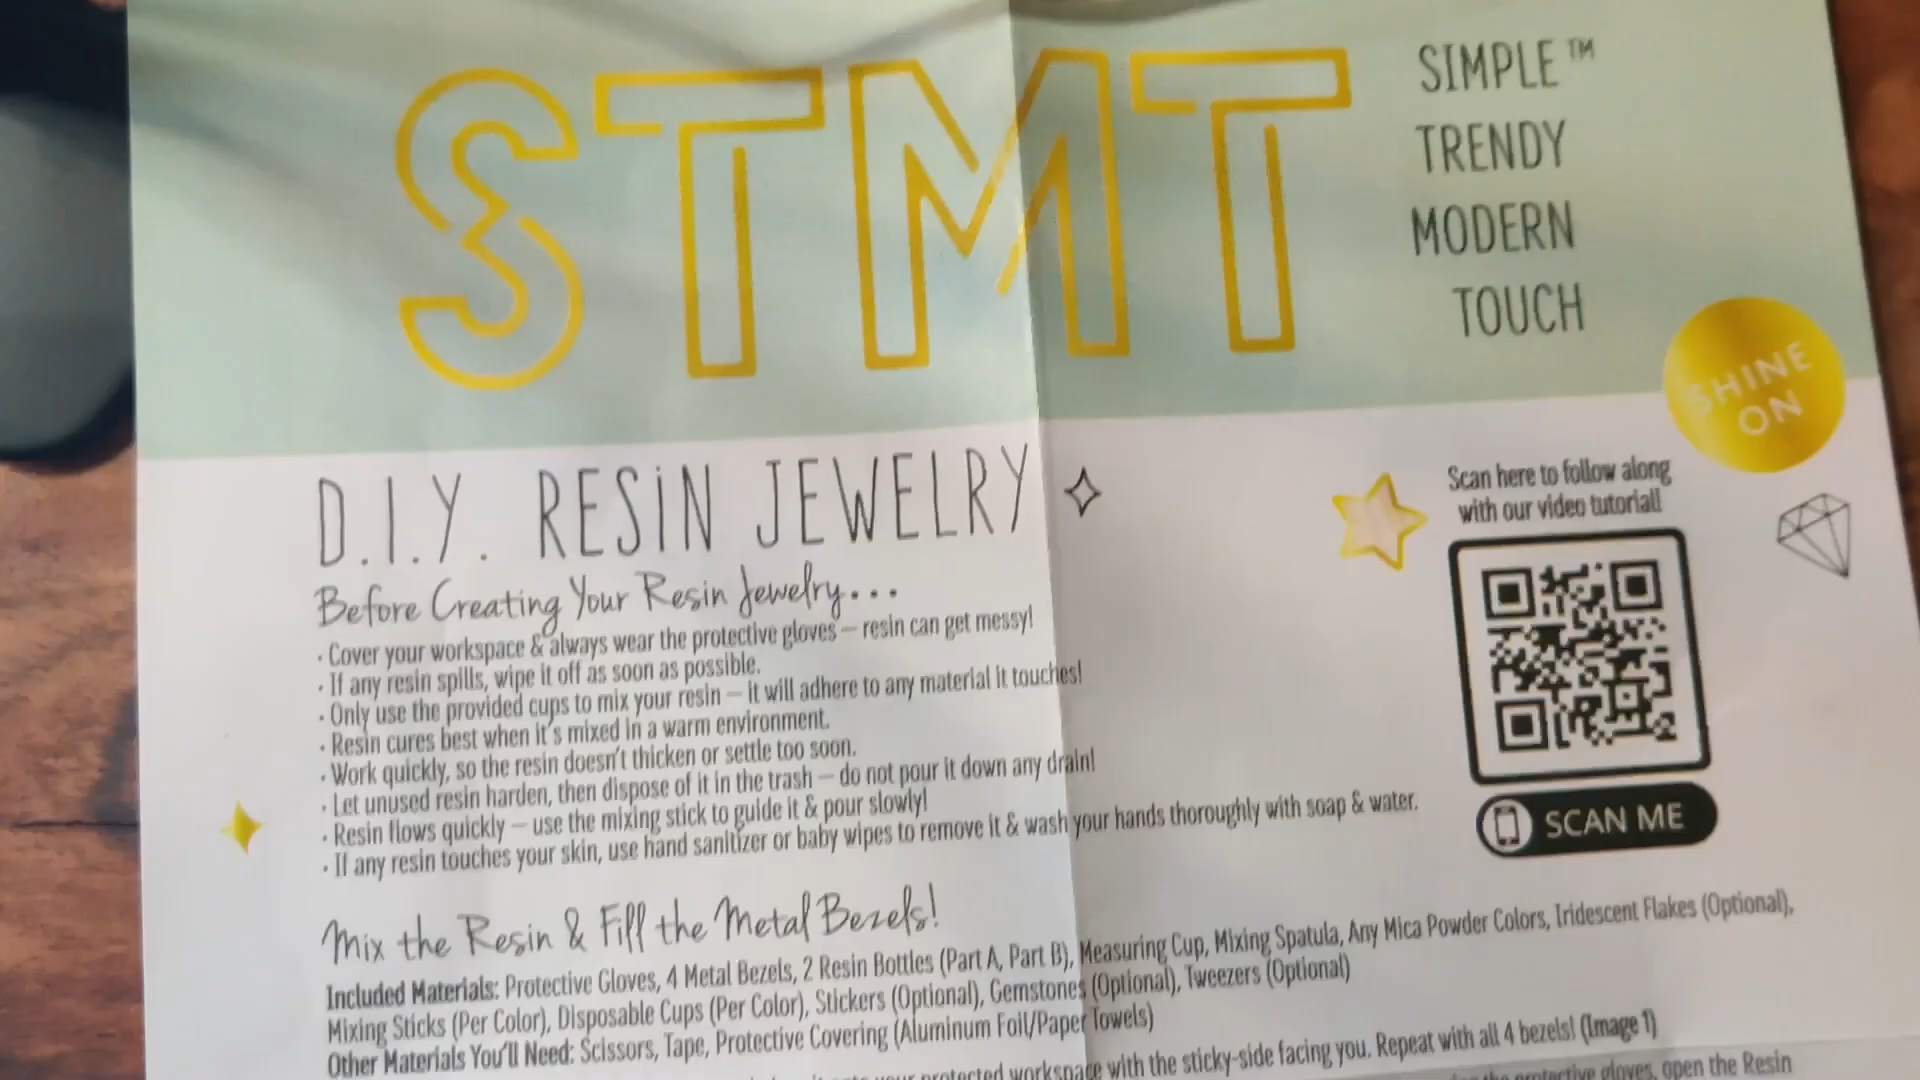 STMT
SIMPLE™
TRENDY
MODERN
TOUCH
SHINE
ON
D.I.Y. RESIN JEWELRY
Scan here to follow along
with our video tutorial!
SCAN ME
Before Creating Your Resin Jewelry...
· Cover your workspace & always wear the protective gloves – resin can get messy!
· If any resin spills, wipe it off as soon as possible.
· Only use the provided cups to mix your resin – it will adhere to any material it touches!
· Resin cures best when it's mixed in a warm environment.
· Work quickly, so the resin doesn't thicken or settle too soon.
· Let unused resin harden, then dispose of it in the trash – do not pour it down any drain!
· Resin flows quickly – use the mixing stick to guide it & pour slowly!
· If any resin touches your skin, use hand sanitizer or baby wipes to remove it & wash your hands thoroughly with soap & water.
Mix the Resin & Fill the Metal Bezels!
Included Materials: Protective Gloves, 4 Metal Bezels, 2 Resin Bottles (Part A, Part B), Measuring Cup, Mixing Spatula, Any Mica Powder Colors, Iridescent Flakes (Optional),
Mixing Sticks (Per Color), Disposable Cups (Per Color), Stickers (Optional), Gemstones (Optional), Tweezers (Optional)
Other Materials You'll Need: Scissors, Tape, Protective Covering (Aluminum Foil/Paper Towels)
protected workspace with the sticky-side facing you. Repeat with all 4 bezels! (Image 1)
the protective gloves, open the Resin